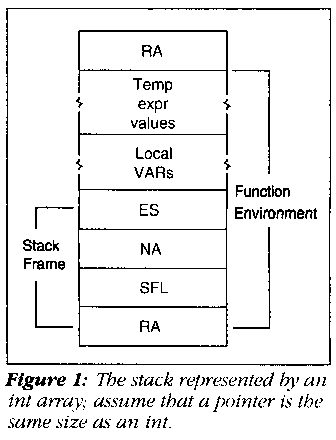 RA
Temp
expr
values
Local
VARs
ES
NA
SFL
RA
Stack
Frame
Function
Environment
Figure 1: The stack represented by an
int array; assume that a pointer is the
same size as an int.